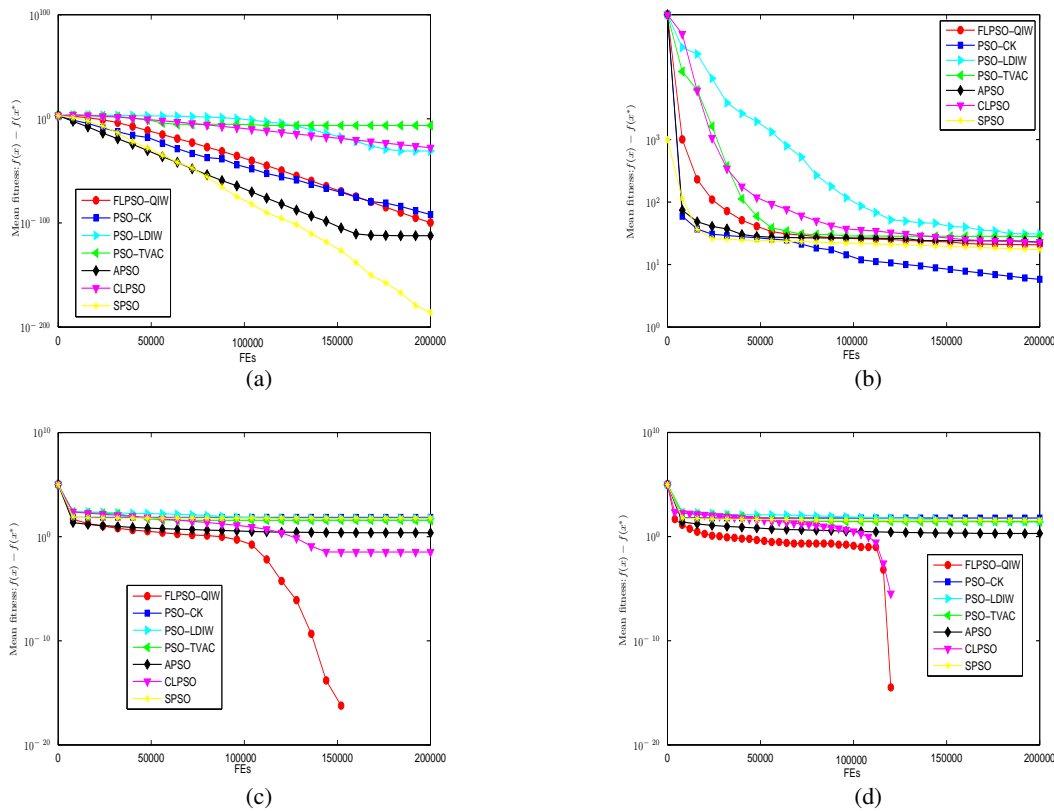 10^100
10^0
10^-100
10^-200
Mean fitness: f(x) − f(x*)
FLPSO−QIW
PSO−CK
PSO−LDIW
PSO−TVAC
APSO
CLPSO
SPSO
0 50000 100000 150000 200000
FEs
(a)
10^3
10^2
10^1
10^0
Mean fitness: f(x) − f(x*)
FLPSO−QIW
PSO−CK
PSO−LDIW
PSO−TVAC
APSO
CLPSO
SPSO
0 50000 100000 150000 200000
FEs
(b)
10^10
10^0
10^-10
10^-20
Mean fitness: f(x) − f(x*)
FLPSO−QIW
PSO−CK
PSO−LDIW
PSO−TVAC
APSO
CLPSO
SPSO
0 50000 100000 150000 200000
FEs
(c)
10^10
10^0
10^-10
10^-20
Mean fitness: f(x) − f(x*)
FLPSO−QIW
PSO−CK
PSO−LDIW
PSO−TVAC
APSO
CLPSO
SPSO
0 50000 100000 150000 200000
FEs
(d)